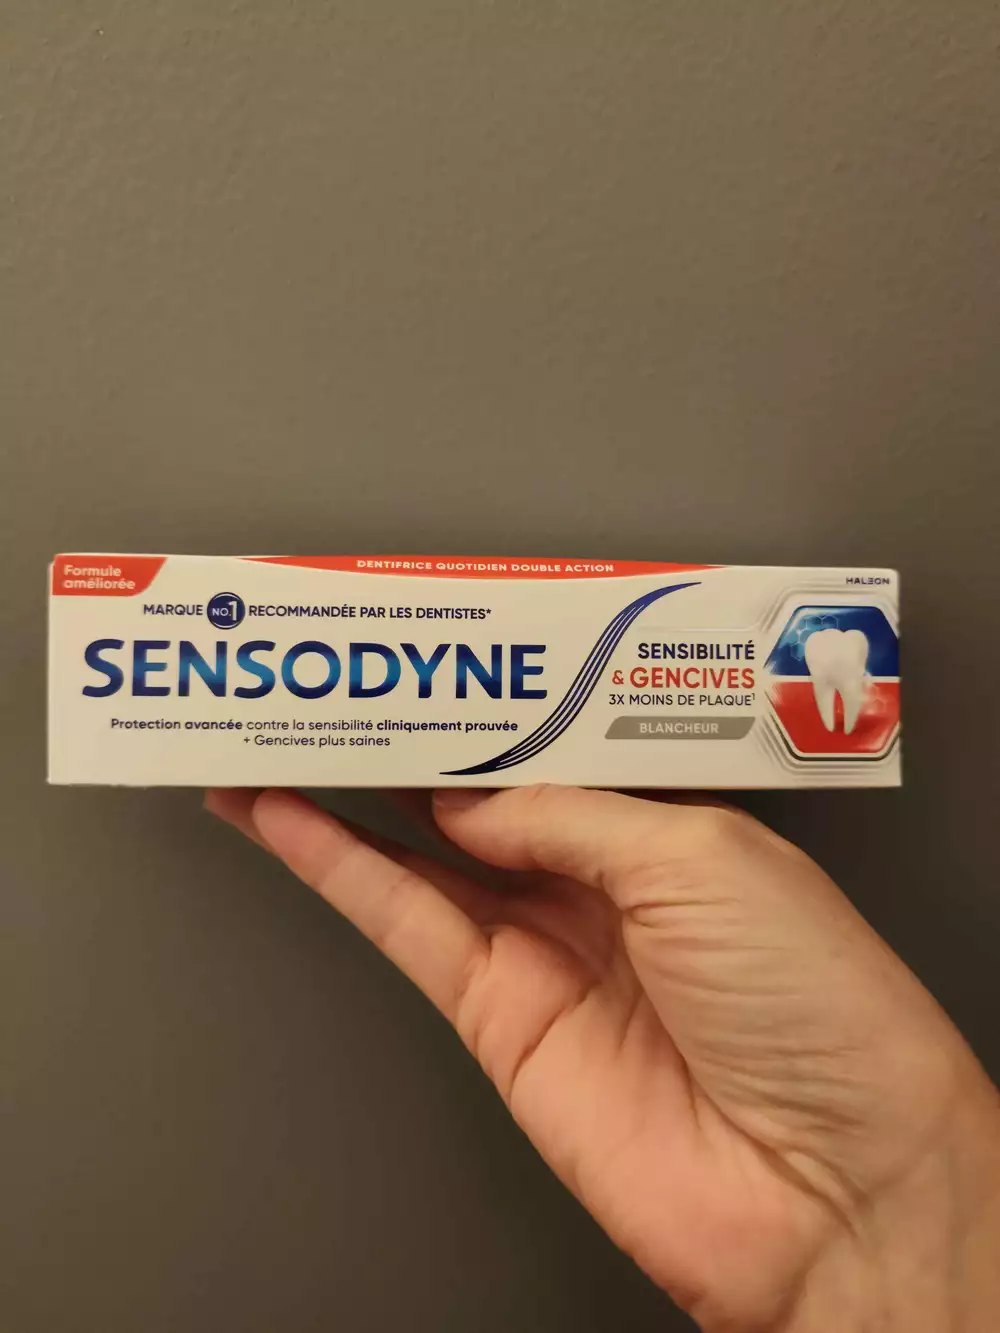 Formule
améliorée
DENTIFRICE QUOTIDIEN DOUBLE ACTION
HALEON
MARQUE NO.1 RECOMMANDÉE PAR LES DENTISTES*
SENSODYNE
Protection avancée contre la sensibilité cliniquement prouvée
+ Gencives plus saines
SENSIBILITÉ
& GENCIVES
3X MOINS DE PLAQUE¹
BLANCHEUR